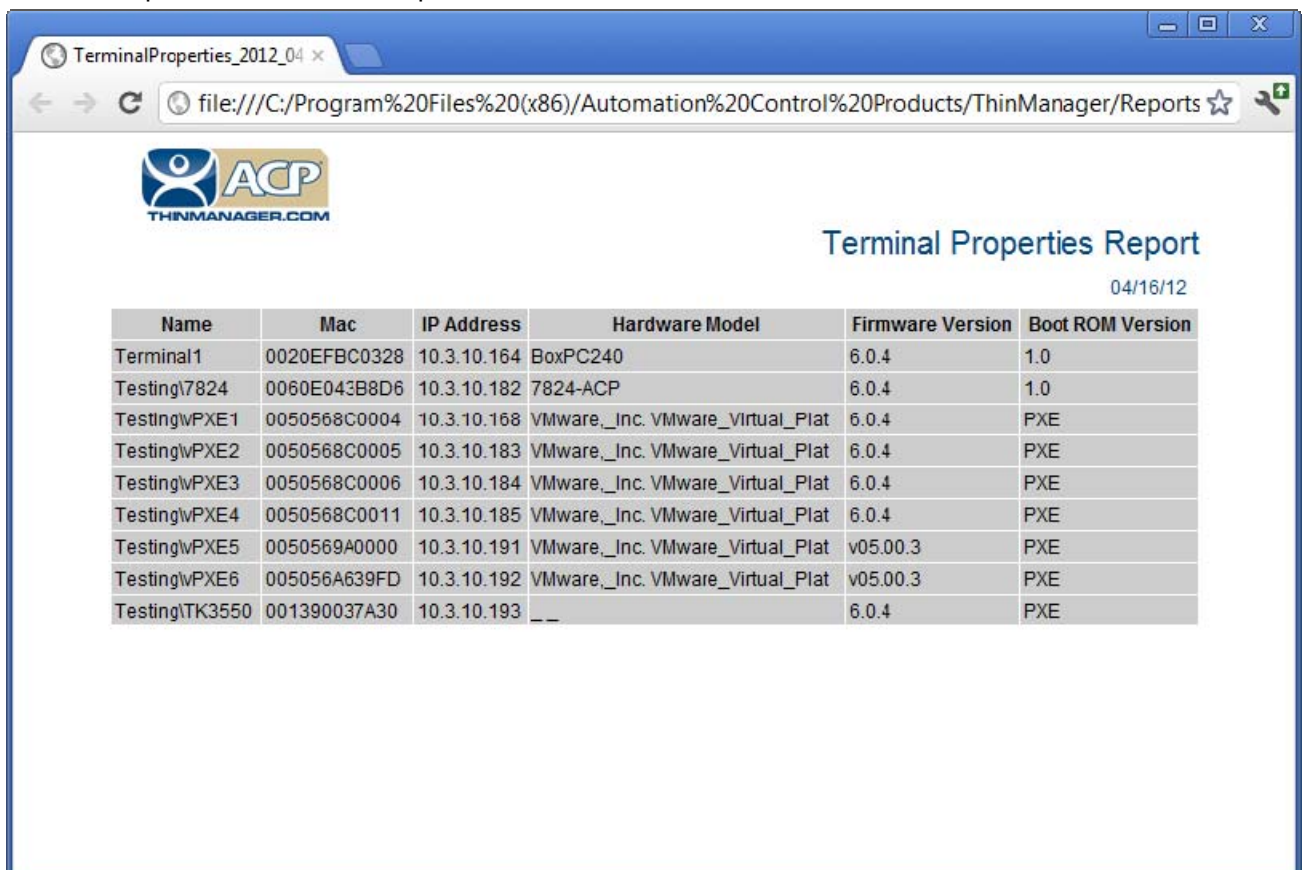 TerminalProperties_2012_04
file:///C:/Program%20Files%20(x86)/Automation%20Control%20Products/ThinManager/Reports
ACP
THINMANAGER.COM
Terminal Properties Report
04/16/12
Name Mac IP Address Hardware Model Firmware Version Boot ROM Version
Terminal1 0020EFBC0328 10.3.10.164 BoxPC240 6.0.4 1.0
Testing\7824 0060E043B8D6 10.3.10.182 7824-ACP 6.0.4 1.0
Testing\vPXE1 0050568C0004 10.3.10.168 VMware,_Inc. VMware_Virtual_Plat 6.0.4 PXE
Testing\vPXE2 0050568C0005 10.3.10.183 VMware,_Inc. VMware_Virtual_Plat 6.0.4 PXE
Testing\vPXE3 0050568C0006 10.3.10.184 VMware,_Inc. VMware_Virtual_Plat 6.0.4 PXE
Testing\vPXE4 0050568C0011 10.3.10.185 VMware,_Inc. VMware_Virtual_Plat 6.0.4 PXE
Testing\vPXE5 0050569A0000 10.3.10.191 VMware,_Inc. VMware_Virtual_Plat v05.00.3 PXE
Testing\vPXE6 005056A639FD 10.3.10.192 VMware,_Inc. VMware_Virtual_Plat v05.00.3 PXE
Testing\TK3550 001390037A30 10.3.10.193 _ _ 6.0.4 PXE